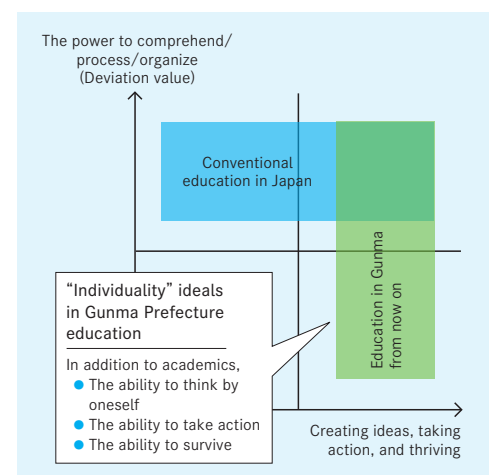 The power to comprehend/
process/organize
(Deviation value)
Conventional
education in Japan
Education in Gunma
from now on
“Individuality” ideals
in Gunma Prefecture
education
In addition to academics,
● The ability to think by
oneself
● The ability to take action
● The ability to survive
Creating ideas, taking
action, and thriving